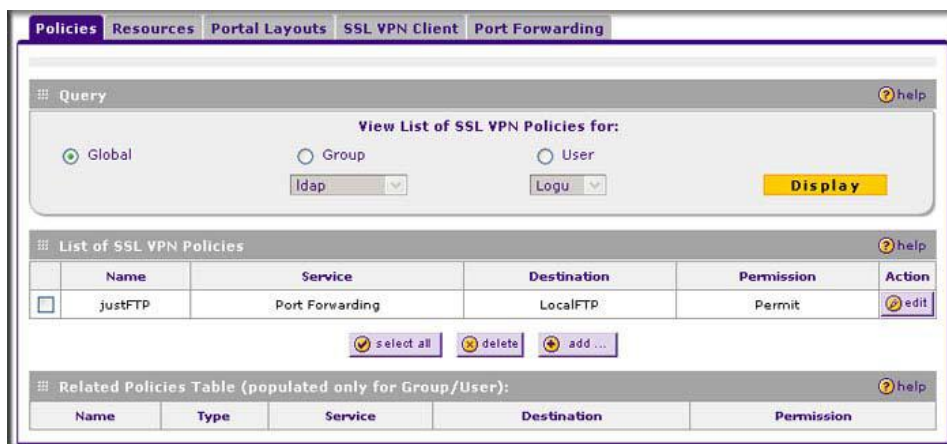 Policies Resources Portal Layouts SSL VPN Client Port Forwarding
Query help
View List of SSL VPN Policies for:
Global Group User
ldap Logu Display
List of SSL VPN Policies help
Name Service Destination Permission Action
justFTP Port Forwarding LocalFTP Permit edit
select all delete add ...
Related Policies Table (populated only for Group/User): help
Name Type Service Destination Permission